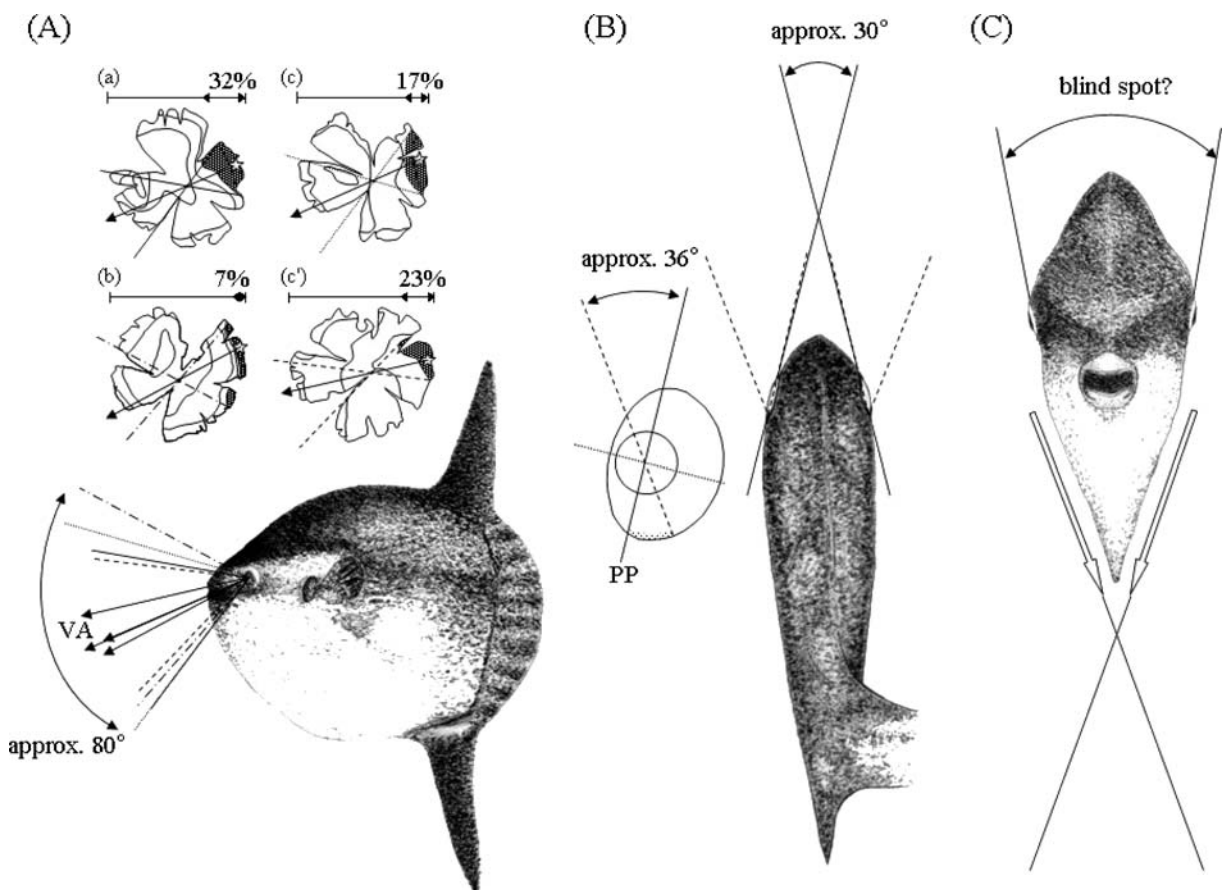 (A)
(a)
32%
(c)
17%
(b)
7%
(c')
23%
VA
approx. 80°
(B)
approx. 30°
approx. 36°
PP
(C)
blind spot?